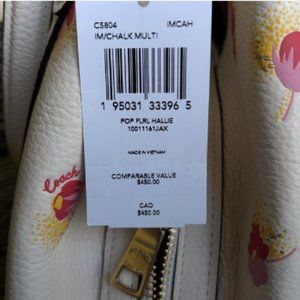 C5804 IMCAH
IM/CHALK MULTI
1 95031 33396 5
POP FLRL HALLIE
10011161JAX
MADE IN VIETNAM
COMPARABLE VALUE
$450.00
CAD
$450.00
Coach